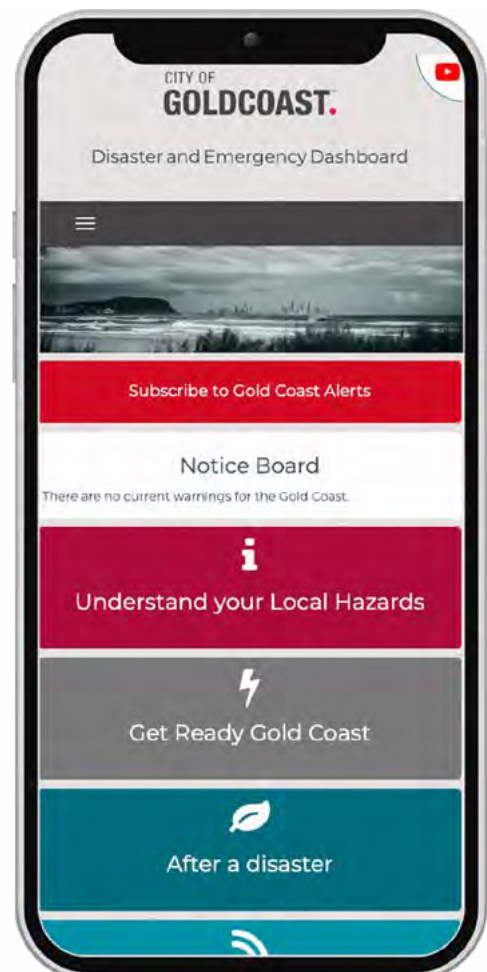 CITY OF
GOLDCOAST.
Disaster and Emergency Dashboard
Subscribe to Gold Coast Alerts
Notice Board
There are no current warnings for the Gold Coast.
Understand your Local Hazards
Get Ready Gold Coast
After a disaster